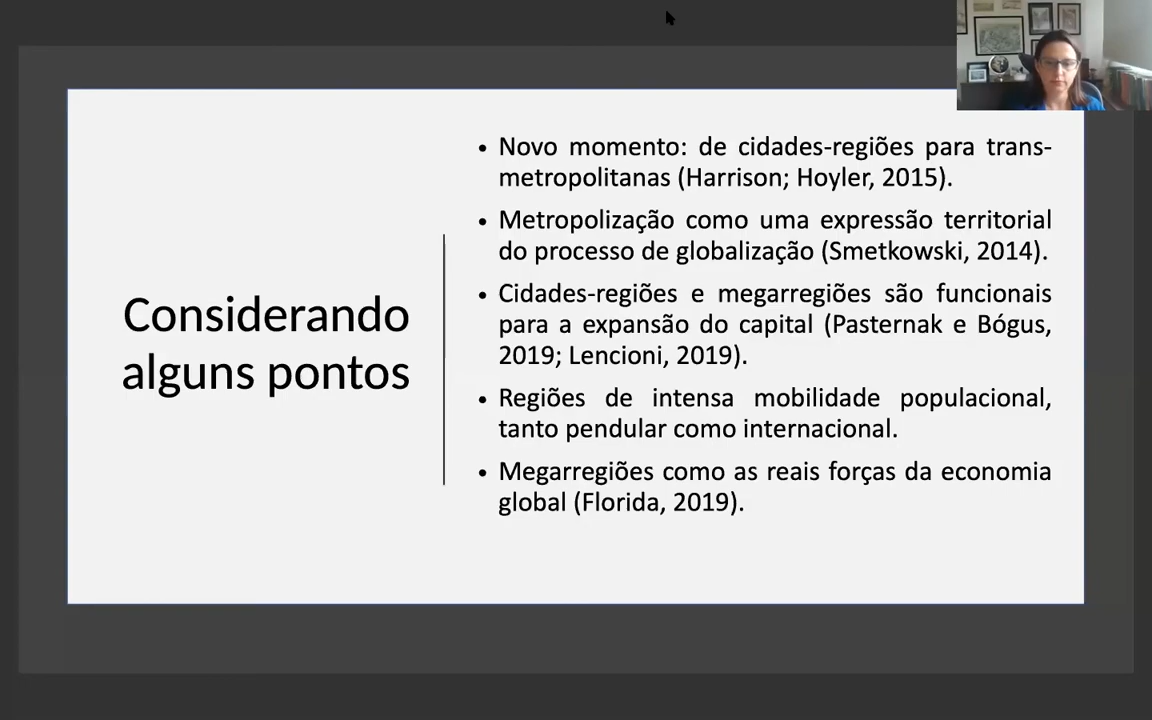 Considerando
alguns pontos
• Novo momento: de cidades-regiões para trans-
metropolitanas (Harrison; Hoyler, 2015).
• Metropolização como uma expressão territorial
do processo de globalização (Smetkowski, 2014).
• Cidades-regiões e megarregiões são funcionais
para a expansão do capital (Pasternak e Bógus,
2019; Lencioni, 2019).
• Regiões de intensa mobilidade populacional,
tanto pendular como internacional.
• Megarregiões como as reais forças da economia
global (Florida, 2019).